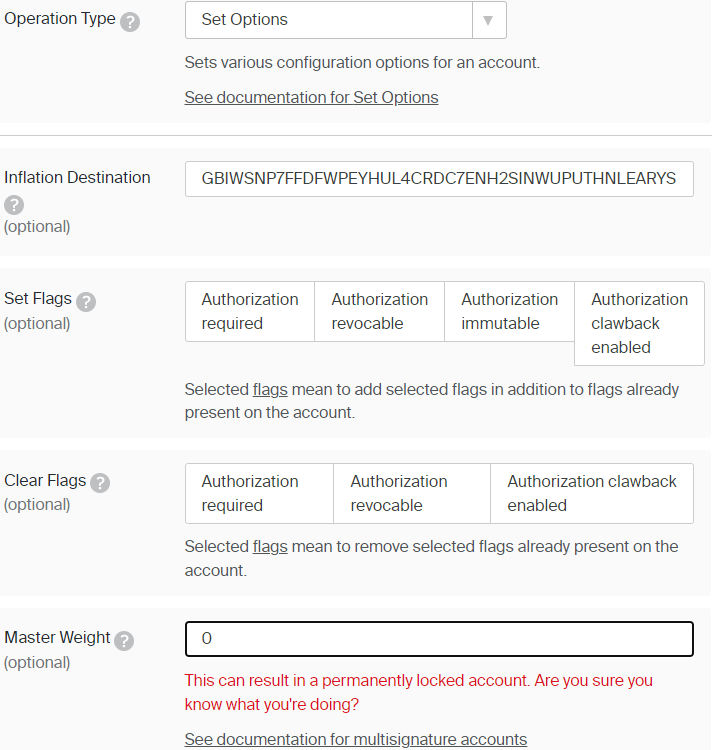 Operation Type ?
Set Options ▼
Sets various configuration options for an account.
See documentation for Set Options
Inflation Destination
?
(optional)
GBIWSNP7FFDFWPEYHUL4CRDC7ENH2SINWUPUTHNLEARYS
Set Flags ?
(optional)
Authorization
required
Authorization
revocable
Authorization
immutable
Authorization
clawback
enabled
Selected flags mean to add selected flags in addition to flags already
present on the account.
Clear Flags ?
(optional)
Authorization
required
Authorization
revocable
Authorization clawback
enabled
Selected flags mean to remove selected flags already present on the
account.
Master Weight ?
(optional)
0
This can result in a permanently locked account. Are you sure you
know what you're doing?
See documentation for multisignature accounts